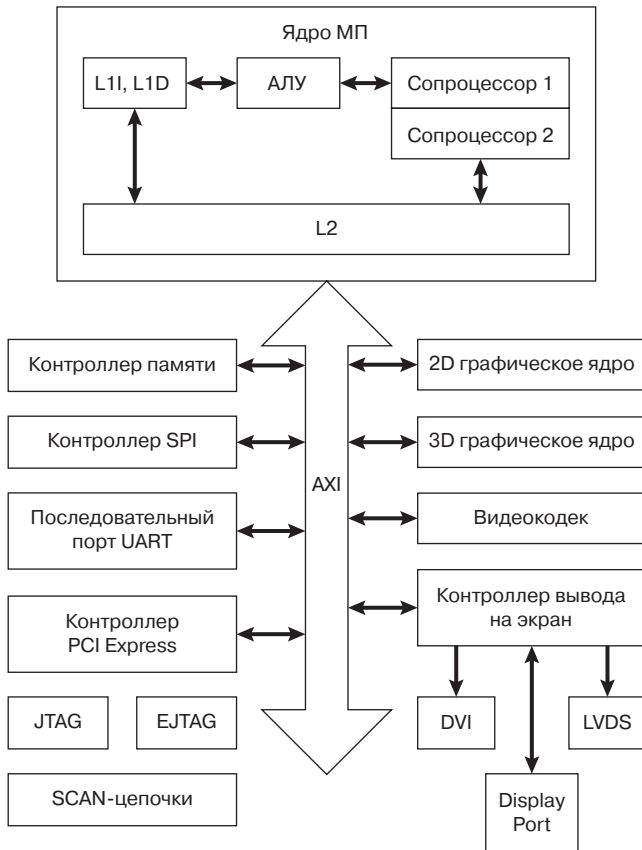 Ядро МП
L1I, L1D
АЛУ
Сопроцессор 1
Сопроцессор 2
L2
Контроллер памяти
2D графическое ядро
Контроллер SPI
3D графическое ядро
AXI
Последовательный
порт UART
Видеокодек
Контроллер
PCI Express
Контроллер вывода
на экран
JTAG
EJTAG
DVI
LVDS
SCAN-цепочки
Display
Port